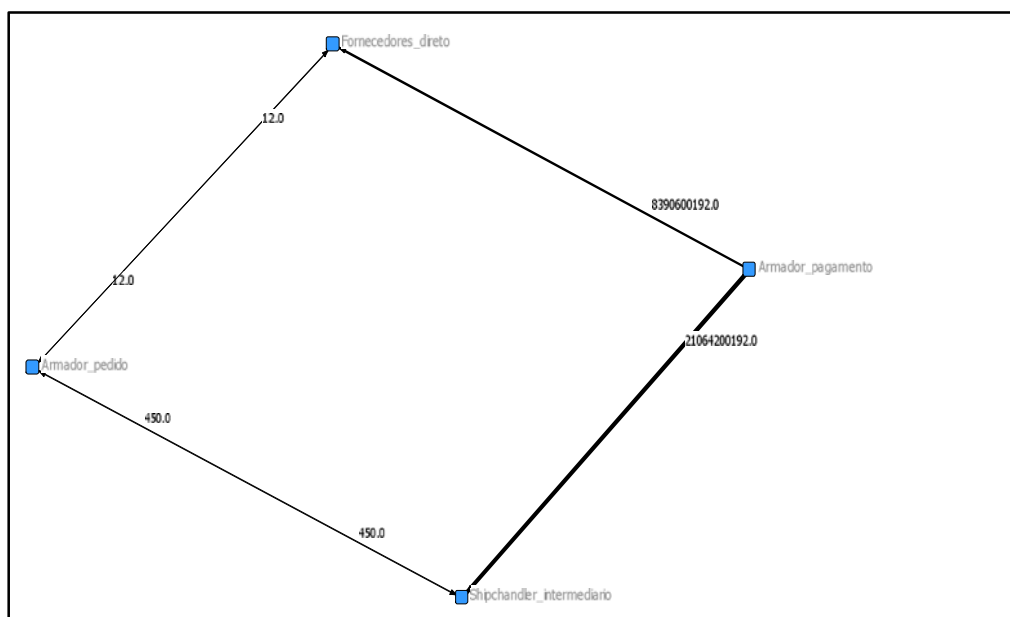 Fornecedores_direto
12.0
8390600192.0
Armador_pagamento
12.0
21064200192.0
Armador_pedido
450.0
450.0
Shipchandler_intermediario